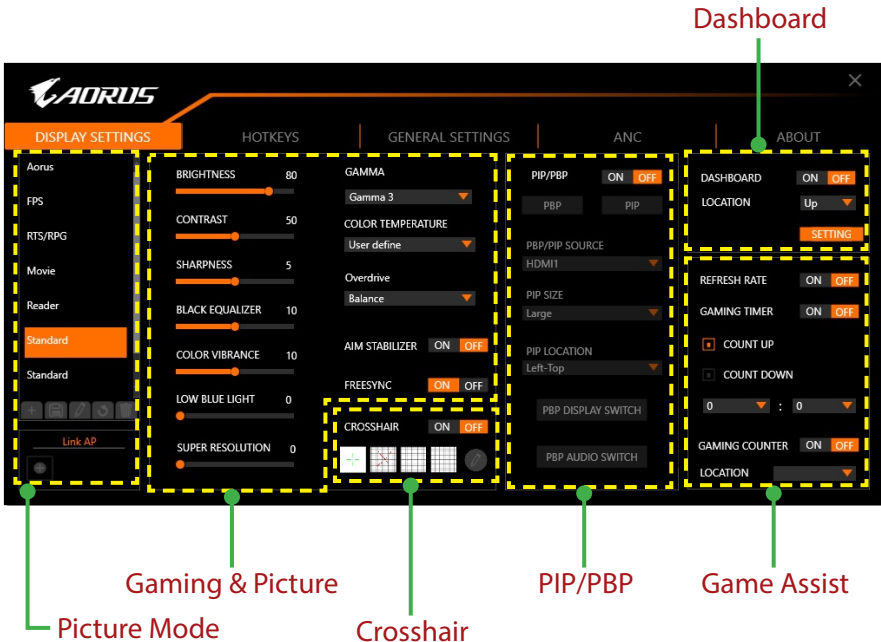 Dashboard
AORUS
DISPLAY SETTINGS
HOTKEYS
GENERAL SETTINGS
ANC
ABOUT
Aorus
FPS
RTS/RPG
Movie
Reader
Standard
Standard
Link AP
BRIGHTNESS 80
CONTRAST 50
SHARPNESS 5
BLACK EQUALIZER 10
COLOR VIBRANCE 10
LOW BLUE LIGHT 0
SUPER RESOLUTION 0
GAMMA
Gamma 3
COLOR TEMPERATURE
User define
Overdrive
Balance
AIM STABILIZER ON OFF
FREESYNC ON OFF
CROSSHAIR ON OFF
PIP/PBP ON OFF
PBP PIP
PBP/PIP SOURCE
HDMI1
PIP SIZE
Large
PIP LOCATION
Left-Top
PBP DISPLAY SWITCH
PBP AUDIO SWITCH
DASHBOARD ON OFF
LOCATION Up
SETTING
REFRESH RATE ON OFF
GAMING TIMER ON OFF
COUNT UP
COUNT DOWN
0 : 0
GAMING COUNTER ON OFF
LOCATION
Gaming & Picture
PIP/PBP
Game Assist
Picture Mode
Crosshair